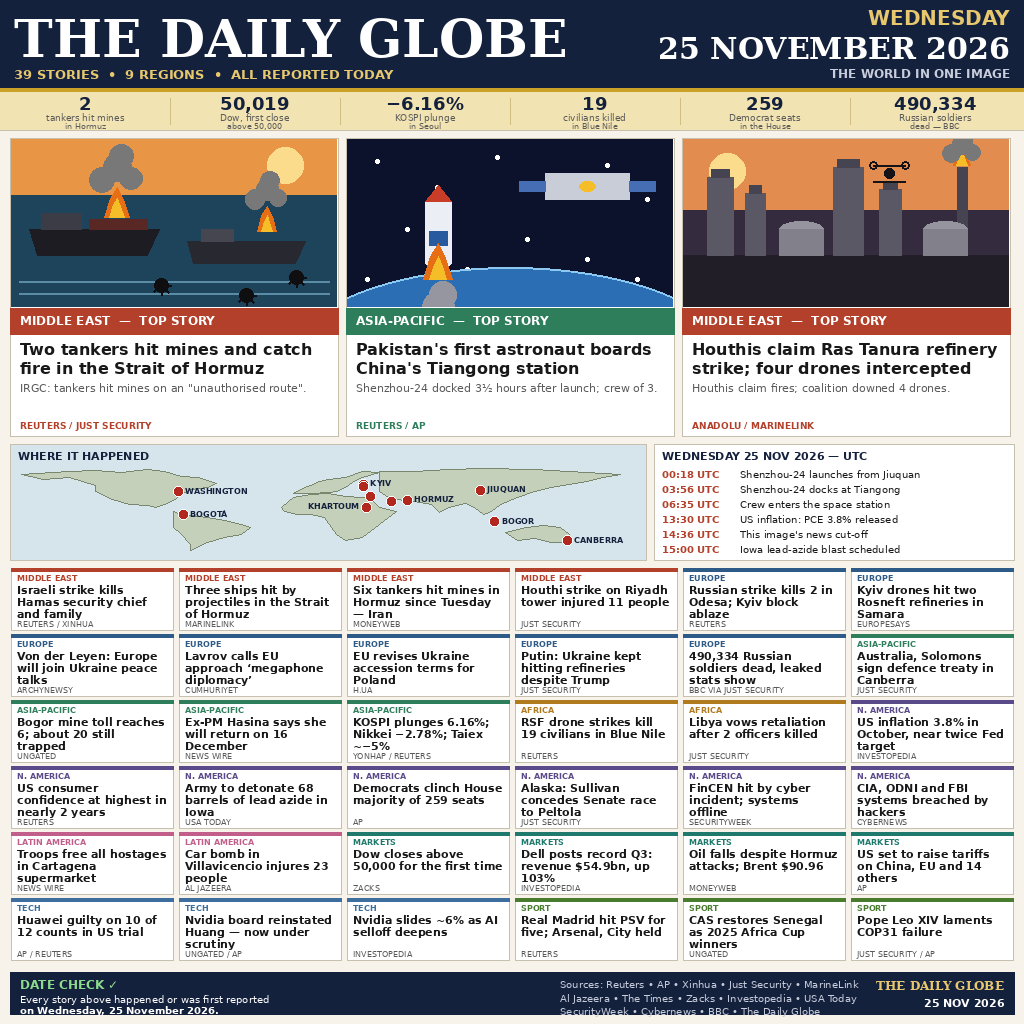 THE DAILY GLOBE
39 STORIES • 9 REGIONS • ALL REPORTED TODAY
WEDNESDAY
25 NOVEMBER 2026
THE WORLD IN ONE IMAGE
2
tankers hit mines
in Hormuz
50,019
Dow, first close
above 50,000
−6.16%
KOSPI plunge
in Seoul
19
civilians killed
in Blue Nile
259
Democrat seats
in the House
490,334
Russian soldiers
dead — BBC
MIDDLE EAST — TOP STORY
Two tankers hit mines and catch
fire in the Strait of Hormuz
IRGC: tankers hit mines on an "unauthorised route".
REUTERS / JUST SECURITY
ASIA-PACIFIC — TOP STORY
Pakistan's first astronaut boards
China's Tiangong station
Shenzhou-24 docked 3½ hours after launch; crew of 3.
REUTERS / AP
MIDDLE EAST — TOP STORY
Houthis claim Ras Tanura refinery
strike; four drones intercepted
Houthis claim fires; coalition downed 4 drones.
ANADOLU / MARINELINK
WHERE IT HAPPENED
WASHINGTON
BOGOTÁ
KYIV
KHARTOUM
HORMUZ
JIUQUAN
BOGOR
CANBERRA
WEDNESDAY 25 NOV 2026 — UTC
00:18 UTC Shenzhou-24 launches from Jiuquan
03:56 UTC Shenzhou-24 docks at Tiangong
06:35 UTC Crew enters the space station
13:30 UTC US inflation: PCE 3.8% released
14:36 UTC This image's news cut-off
15:00 UTC Iowa lead-azide blast scheduled
MIDDLE EAST
Israeli strike kills
Hamas security chief
and family
REUTERS / XINHUA
MIDDLE EAST
Three ships hit by
projectiles in the Strait
of Hormuz
MARINELINK
MIDDLE EAST
Six tankers hit mines in
Hormuz since Tuesday
— Iran
MONEYWEB
MIDDLE EAST
Houthi strike on Riyadh
tower injured 11 people
JUST SECURITY
EUROPE
Russian strike kills 2 in
Odesa; Kyiv block
ablaze
REUTERS
EUROPE
Kyiv drones hit two
Rosneft refineries in
Samara
EUROPESAYS
EUROPE
Von der Leyen: Europe
will join Ukraine peace
talks
ARCHYNEWSY
EUROPE
Lavrov calls EU
approach ‘megaphone
diplomacy’
CUMHURIYET
EUROPE
EU revises Ukraine
accession terms for
Poland
H.UA
EUROPE
Putin: Ukraine kept
hitting refineries
despite Trump
JUST SECURITY
EUROPE
490,334 Russian
soldiers dead, leaked
stats show
BBC VIA JUST SECURITY
ASIA-PACIFIC
Australia, Solomons
sign defence treaty in
Canberra
JUST SECURITY
ASIA-PACIFIC
Bogor mine toll reaches
6; about 20 still
trapped
UNGATED
ASIA-PACIFIC
Ex-PM Hasina says she
will return on 16
December
NEWS WIRE
ASIA-PACIFIC
KOSPI plunges 6.16%;
Nikkei −2.78%; Taiex
~−5%
YONHAP / REUTERS
AFRICA
RSF drone strikes kill
19 civilians in Blue Nile
REUTERS
AFRICA
Libya vows retaliation
after 2 officers killed
JUST SECURITY
N. AMERICA
US inflation 3.8% in
October, near twice Fed
target
INVESTOPEDIA
N. AMERICA
US consumer
confidence at highest in
nearly 2 years
REUTERS
N. AMERICA
Army to detonate 68
barrels of lead azide in
Iowa
USA TODAY
N. AMERICA
Democrats clinch House
majority of 259 seats
AP
N. AMERICA
Alaska: Sullivan
concedes Senate race
to Peltola
JUST SECURITY
N. AMERICA
FinCEN hit by cyber
incident; systems
offline
SECURITYWEEK
N. AMERICA
CIA, ODNI and FBI
systems breached by
hackers
CYBERNEWS
LATIN AMERICA
Troops free all hostages
in Cartagena
supermarket
NEWS WIRE
LATIN AMERICA
Car bomb in
Villavicencio injures 23
people
AL JAZEERA
MARKETS
Dow closes above
50,000 for the first time
ZACKS
MARKETS
Dell posts record Q3:
revenue $54.9bn, up
103%
INVESTOPEDIA
MARKETS
Oil falls despite Hormuz
attacks; Brent $90.96
MONEYWEB
MARKETS
US set to raise tariffs
on China, EU and 14
others
AP
TECH
Huawei guilty on 10 of
12 counts in US trial
AP / REUTERS
TECH
Nvidia board reinstated
Huang — now under
scrutiny
UNGATED / AP
TECH
Nvidia slides ~6% as AI
selloff deepens
INVESTOPEDIA
SPORT
Real Madrid hit PSV for
five; Arsenal, City held
REUTERS
SPORT
CAS restores Senegal
as 2025 Africa Cup
winners
UNGATED
SPORT
Pope Leo XIV laments
COP31 failure
JUST SECURITY / AP
DATE CHECK ✓
Every story above happened or was first reported
on Wednesday, 25 November 2026.
Sources: Reuters • AP • Xinhua • Just Security • MarineLink
Al Jazeera • The Times • Zacks • Investopedia • USA Today
SecurityWeek • Cybernews • BBC • The Daily Globe
THE DAILY GLOBE
25 NOV 2026